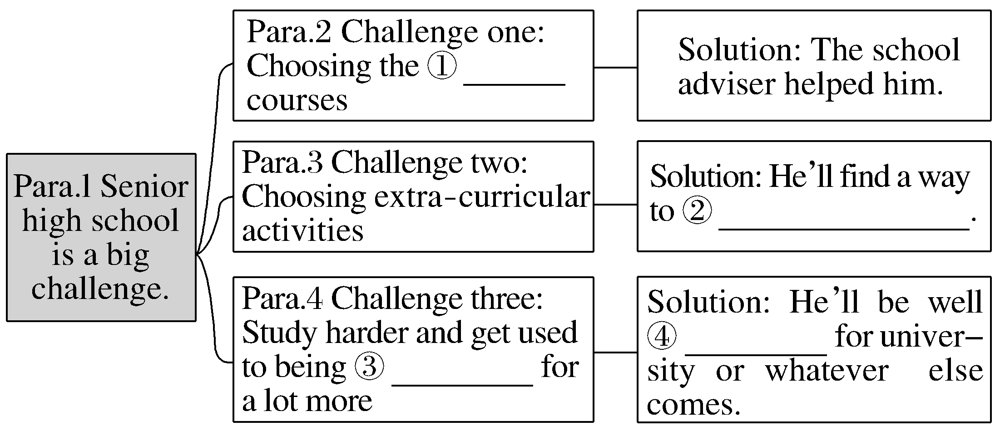 Para.1 Senior
high school
is a big
challenge.
Para.2 Challenge one:
Choosing the ① ______
courses
Solution: The school
adviser helped him.
Para.3 Challenge two:
Choosing extra-curricular
activities
Solution: He’ll find a way
to ② ______.
Para.4 Challenge three:
Study harder and get used
to being ③ ______ for
a lot more
Solution: He’ll be well
④ ______ for univer-
sity or whatever else
comes.